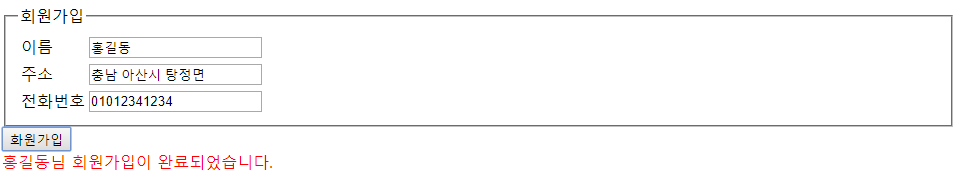 회원가입
이름 홍길동
주소 충남 아산시 탕정면
전화번호 01012341234
화원가입
홍길동님 회원가입이 완료되었습니다.